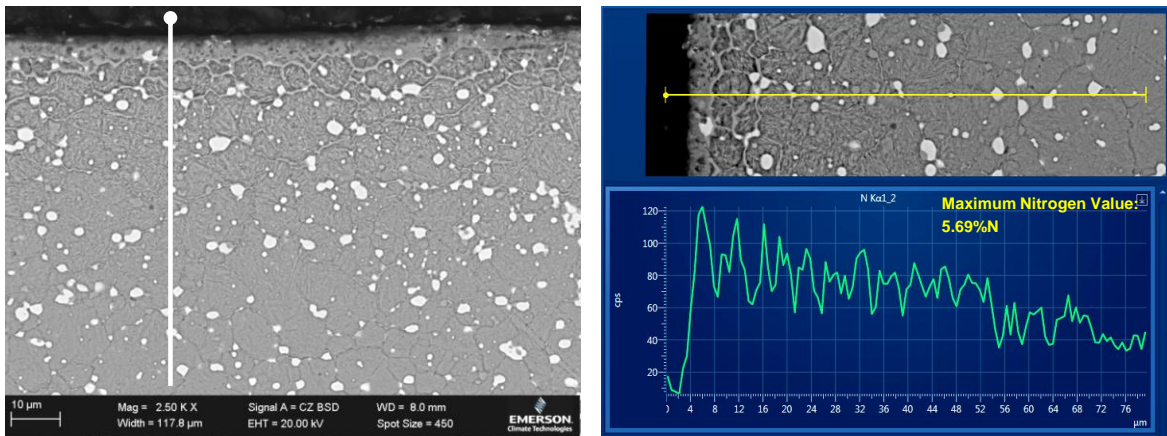 10 µm
Mag = 2.50 K X
Signal A = CZ BSD
WD = 8.0 mm
Width = 117.8 µm
EHT = 20.00 kV
Spot Size = 450
EMERSON
Climate Technologies
N Kα1_2
Maximum Nitrogen Value:
5.69%N
120
100
80
60
40
20
cps
0 4 8 12 16 20 24 28 32 36 40 44 48 52 56 60 64 68 72 76
µm